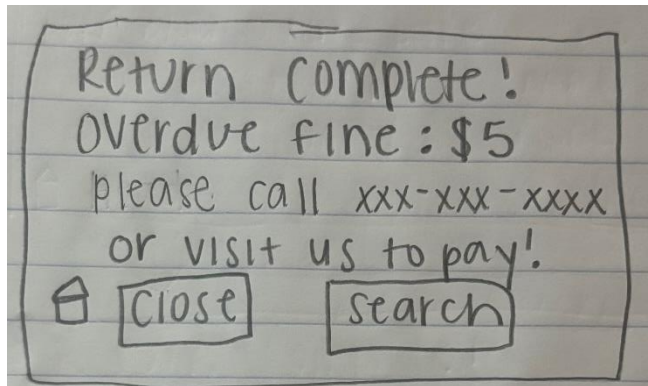 Return complete!
Overdue fine: $5
please call xxx-xxx-xxxx
or visit us to pay!
close search